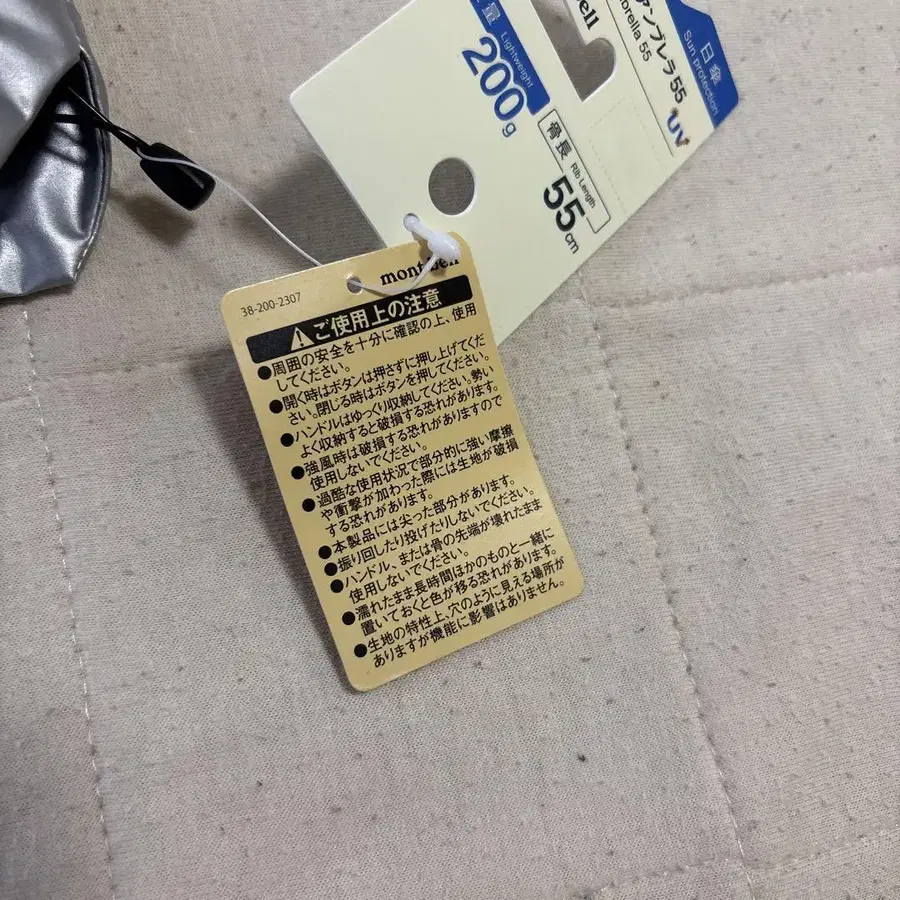 量
Lightweight
200g
骨長 Rib Length
55cm
ell
アンブレラ55
brella 55
UV
日傘
Sun protection
38-200-2307
ご使用上の注意
●周囲の安全を十分に確認の上、使用
してください。
●開く時はボタンは押さずに押し上げてくだ
さい。閉じる時はボタンを押してください。
●ハンドルはゆっくり収納してください。勢い
よく収納すると破損する恐れがあります。
●強風時は破損する恐れがありますので
使用しないでください。
●過酷な使用状況で部分的に強い摩擦
や衝撃が加わった際には生地が破損
する恐れがあります。
●本製品には尖った部分があります。
●振り回したり投げたりしないでください。
●ハンドル、または骨の先端が壊れたまま
使用しないでください。
●濡れたまま長時間ほかのものと一緒に
置いておくと色が移る恐れがあります。
●生地の特性上、穴のように見える場所が
ありますが機能に影響はありません。